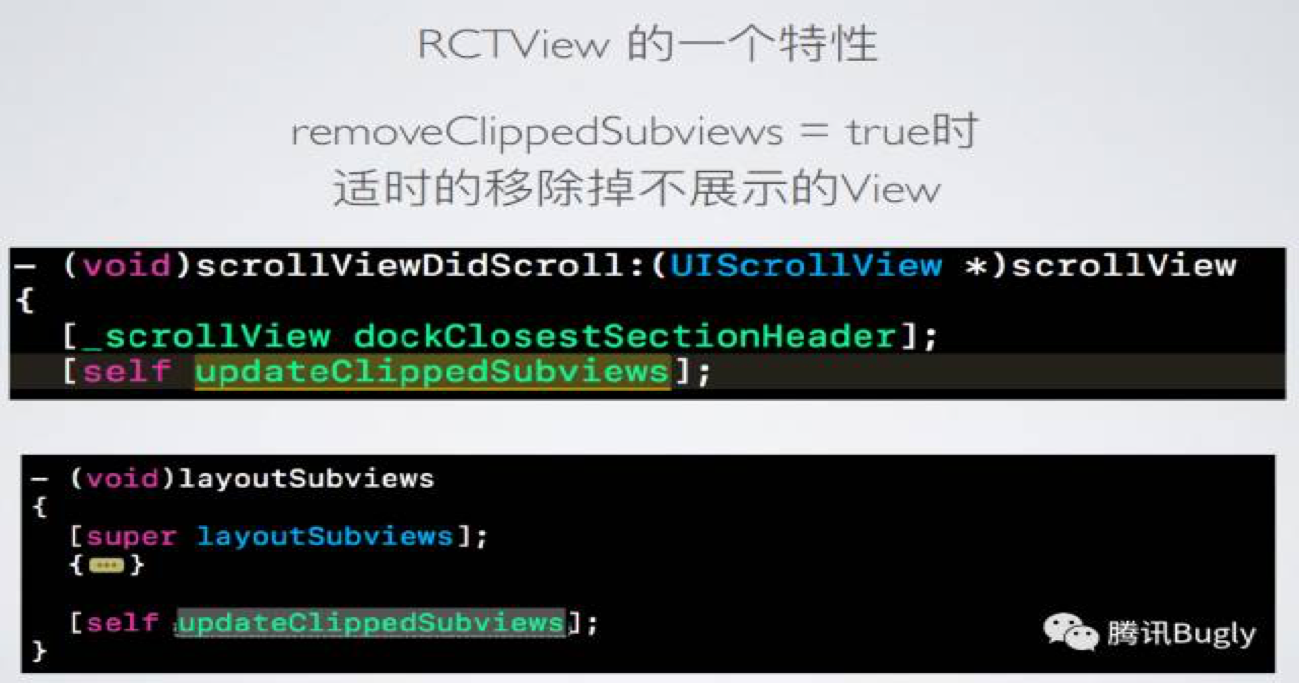 RCTView 的一个特性
removeClippedSubviews = true时
适时的移除掉不展示的View
- (void)scrollViewDidScroll:(UIScrollView *)scrollView
{
[_scrollView dockClosestSectionHeader];
[self updateClippedSubviews];
- (void)layoutSubviews
{
[super layoutSubviews];
{...}
[self updateClippedSubviews];
}
腾讯Bugly